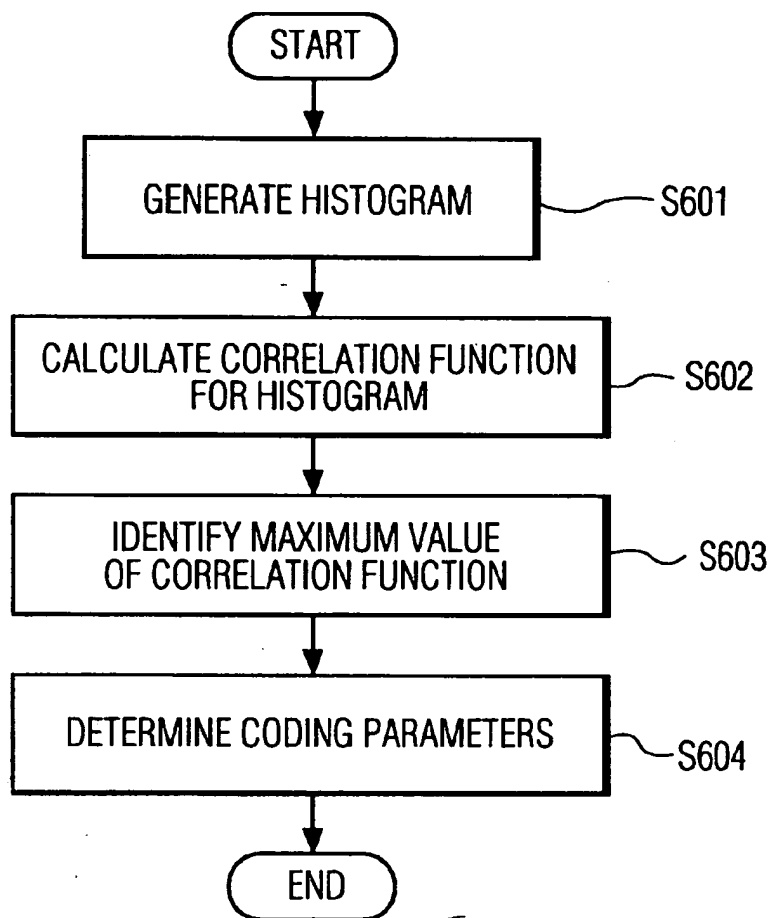 START
GENERATE HISTOGRAM
S601
CALCULATE CORRELATION FUNCTION
FOR HISTOGRAM
S602
IDENTIFY MAXIMUM VALUE
OF CORRELATION FUNCTION
S603
DETERMINE CODING PARAMETERS
S604
END